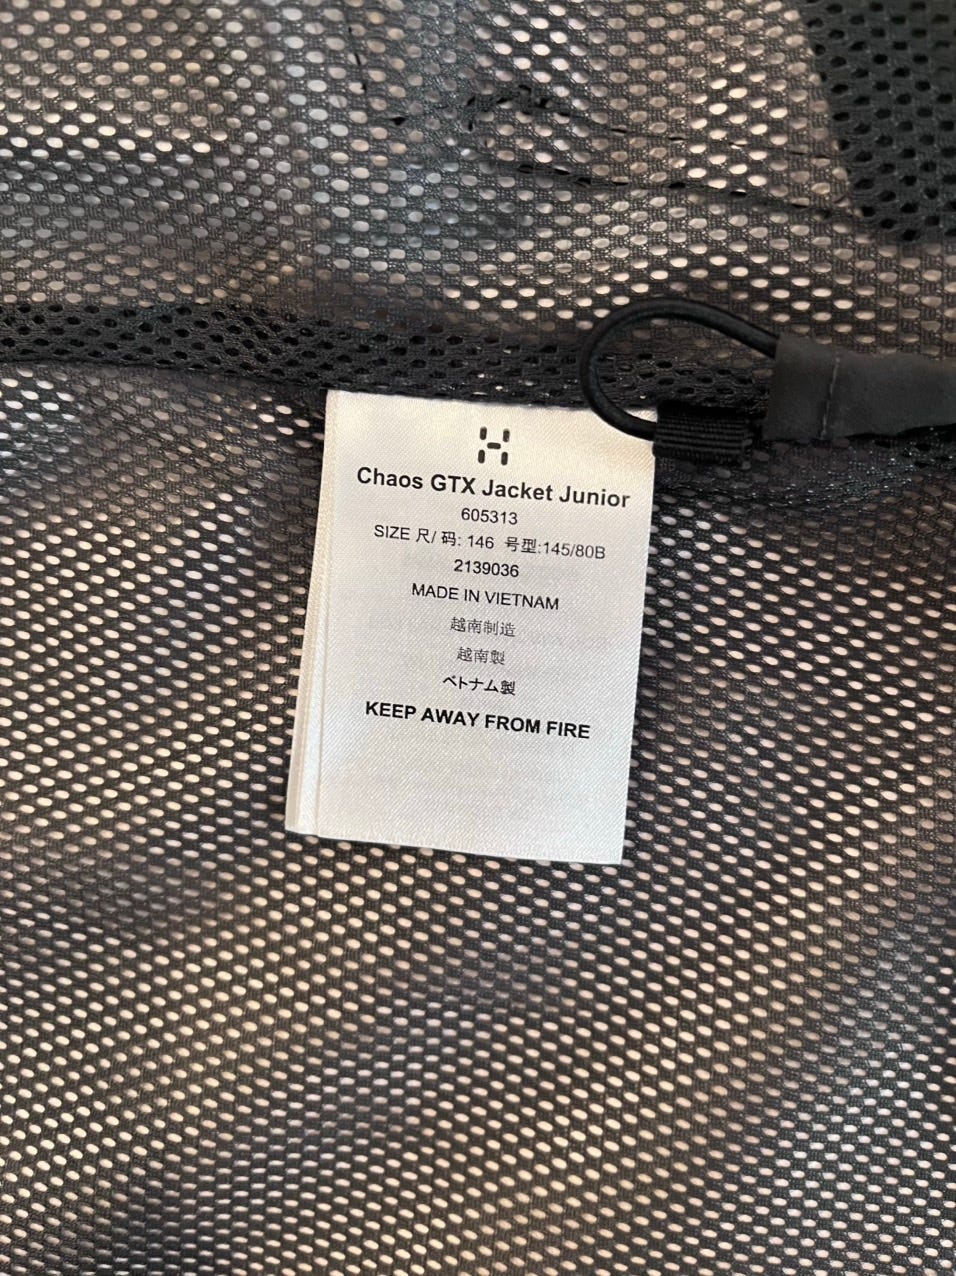 Chaos GTX Jacket Junior
605313
SIZE 尺/ 码: 146 号型:145/80B
2139036
MADE IN VIETNAM
越南制造
越南製
ベトナム製
KEEP AWAY FROM FIRE